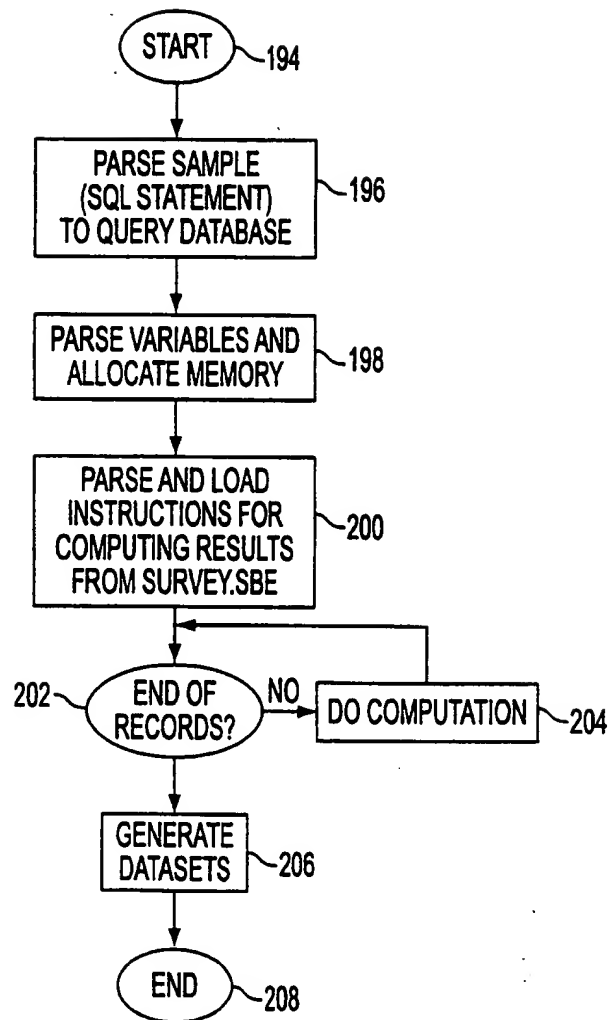 START
194
PARSE SAMPLE
(SQL STATEMENT)
TO QUERY DATABASE
196
PARSE VARIABLES AND
ALLOCATE MEMORY
198
PARSE AND LOAD
INSTRUCTIONS FOR
COMPUTING RESULTS
FROM SURVEY.SBE
200
202
END OF
RECORDS?
NO
DO COMPUTATION
204
GENERATE
DATASETS
206
END
208